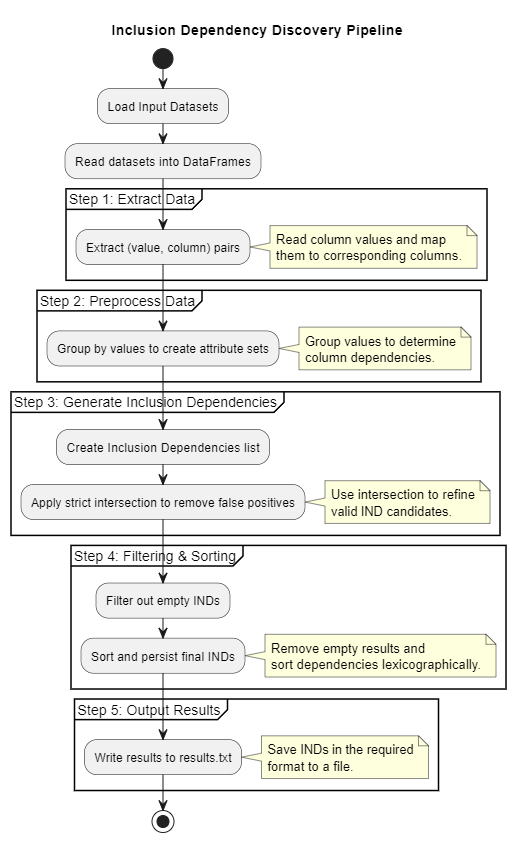 Inclusion Dependency Discovery Pipeline
Load Input Datasets
Read datasets into DataFrames
Step 1: Extract Data
Extract (value, column) pairs
Read column values and map
them to corresponding columns.
Step 2: Preprocess Data
Group by values to create attribute sets
Group values to determine
column dependencies.
Step 3: Generate Inclusion Dependencies
Create Inclusion Dependencies list
Apply strict intersection to remove false positives
Use intersection to refine
valid IND candidates.
Step 4: Filtering & Sorting
Filter out empty INDs
Sort and persist final INDs
Remove empty results and
sort dependencies lexicographically.
Step 5: Output Results
Write results to results.txt
Save INDs in the required
format to a file.